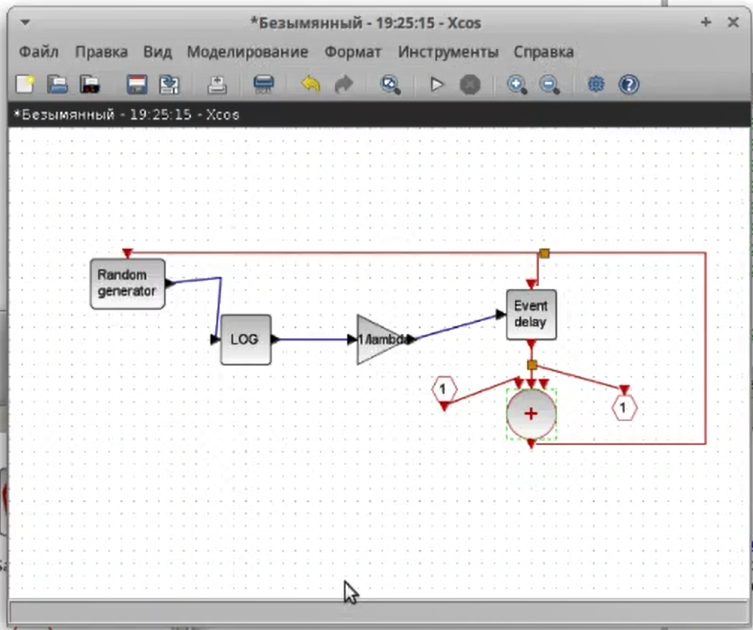 *Безымянный - 19:25:15 - Xcos
Файл Правка Вид Моделирование Формат Инструменты Справка
*Безымянный - 19:25:15 - Xcos
Random
generator
LOG
1/lambda
Event
delay
1
+
1